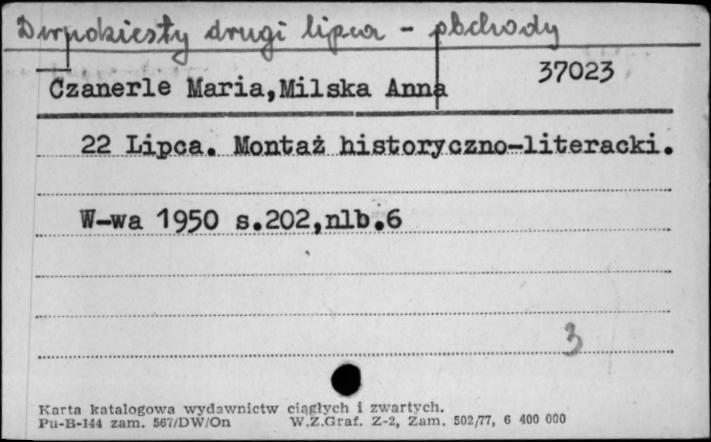 Dwudziesty drugi lipca - obchody
37023
Czanerle Maria,Milska Anna
22 Lipca. Montaż historyczno-literacki.
W-wa 1950 s.202,nlb.6
3
Karta katalogowa wydawnictw ciągłych i zwartych.
Pu-B-144 zam. 567/DW/On W.Z.Graf. Z-2, Zam. 502/77, 6 400 000